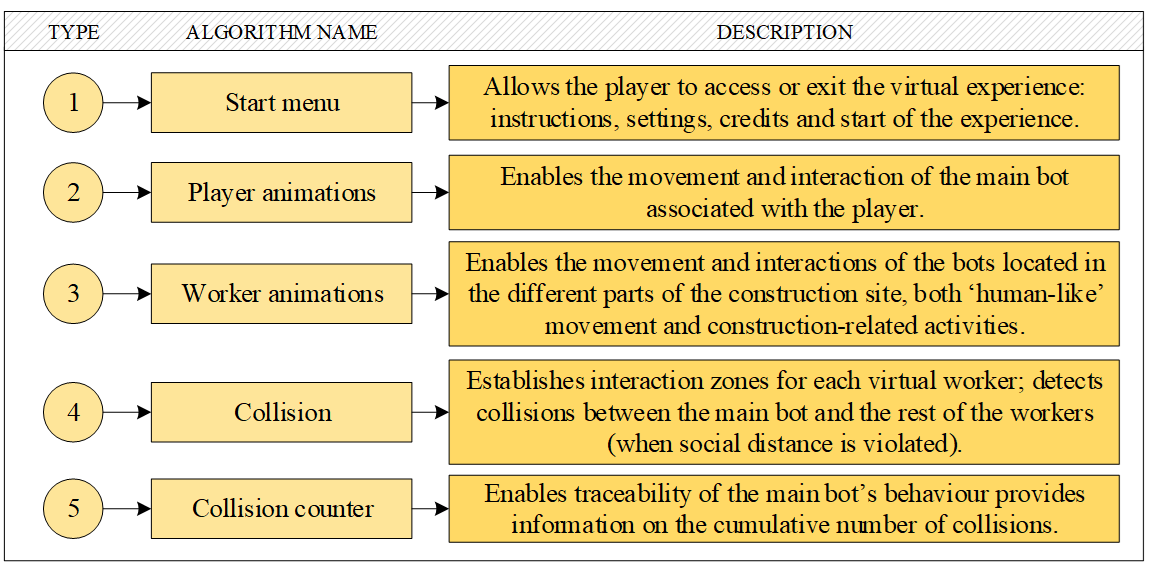 TYPE ALGORITHM NAME DESCRIPTION
1 Start menu
Allows the player to access or exit the virtual experience:
instructions, settings, credits and start of the experience.
2 Player animations
Enables the movement and interaction of the main bot
associated with the player.
3 Worker animations
Enables the movement and interactions of the bots located in
the different parts of the construction site, both ‘human-like’
movement and construction-related activities.
4 Collision
Establishes interaction zones for each virtual worker; detects
collisions between the main bot and the rest of the workers
(when social distance is violated).
5 Collision counter
Enables traceability of the main bot’s behaviour provides
information on the cumulative number of collisions.